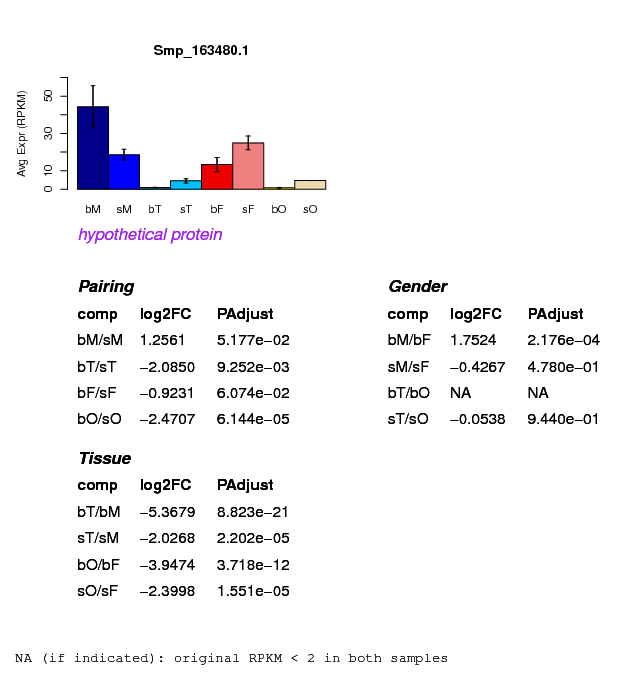 Smp_163480.1
Avg Expr (RPKM)
50
30
10
0
bM sM bT sT bF sF bO sO
hypothetical protein
Pairing
comp log2FC PAdjust
bM/sM 1.2561 5.177e−02
bT/sT −2.0850 9.252e−03
bF/sF −0.9231 6.074e−02
bO/sO −2.4707 6.144e−05
Gender
comp log2FC PAdjust
bM/bF 1.7524 2.176e−04
sM/sF −0.4267 4.780e−01
bT/bO NA NA
sT/sO −0.0538 9.440e−01
Tissue
comp log2FC PAdjust
bT/bM −5.3679 8.823e−21
sT/sM −2.0268 2.202e−05
bO/bF −3.9474 3.718e−12
sO/sF −2.3998 1.551e−05
NA (if indicated): original RPKM < 2 in both samples